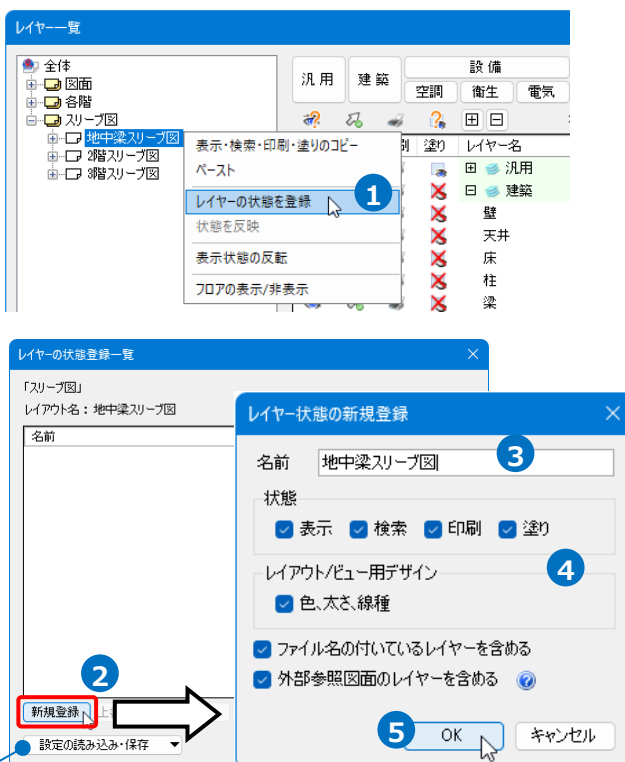 レイヤー一覧
全体
図面
各階
スリーブ図
地中梁スリーブ図
2階スリーブ図
3階スリーブ図
汎用 建築 設備
空調 衛生 電気
塗り レイヤー名
汎用
建築
壁
天井
床
柱
梁
表示・検索・印刷・塗りのコピー
ペースト
レイヤーの状態を登録
1
状態を反映
表示状態の反転
フロアの表示/非表示
レイヤーの状態登録一覧
「スリーブ図」
レイアウト名：地中梁スリーブ図
名前
2
新規登録
設定の読み込み・保存
レイヤー状態の新規登録
名前 地中梁スリーブ図
3
状態
表示 検索 印刷 塗り
レイアウト/ビュー用デザイン
4
色、太さ、線種
ファイル名の付いているレイヤーを含める
外部参照図面のレイヤーを含める
5
OK キャンセル